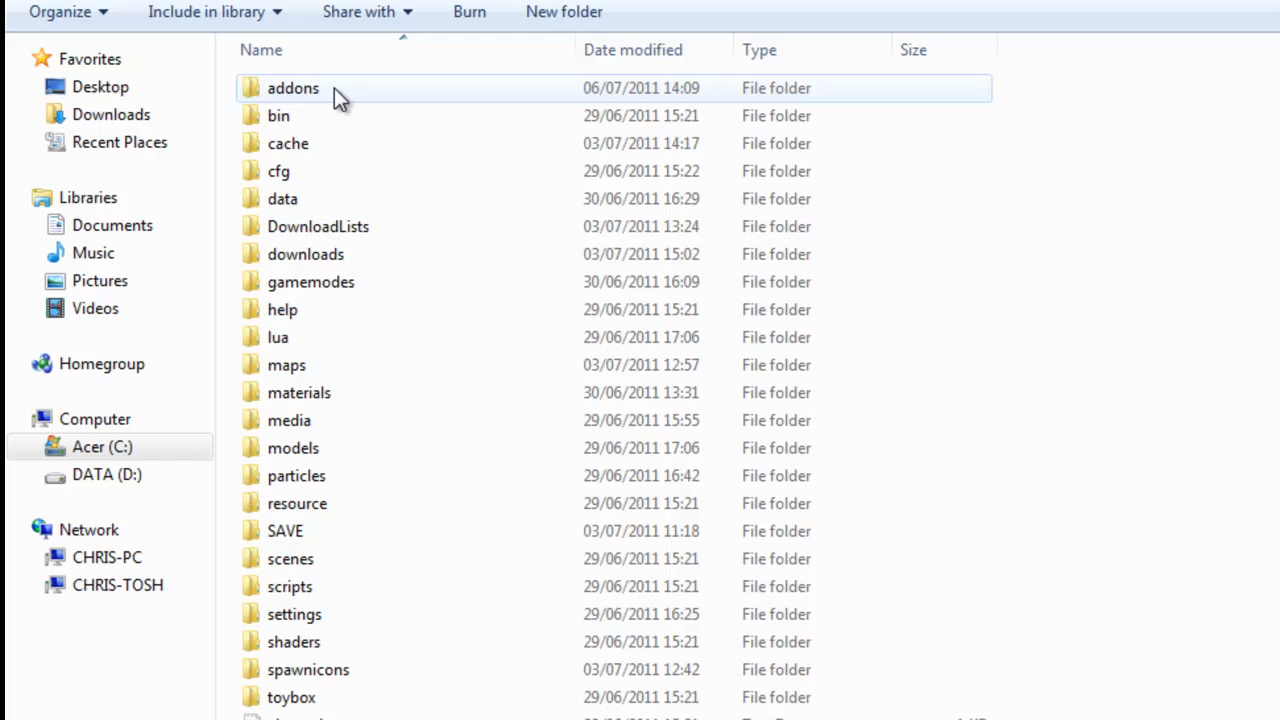 Organize Include in library Share with Burn New folder
Name Date modified Type Size
Favorites
Desktop
Downloads
Recent Places
Libraries
Documents
Music
Pictures
Videos
Homegroup
Computer
Acer (C:)
DATA (D:)
Network
CHRIS-PC
CHRIS-TOSH
addons 06/07/2011 14:09 File folder
bin 29/06/2011 15:21 File folder
cache 03/07/2011 14:17 File folder
cfg 29/06/2011 15:22 File folder
data 30/06/2011 16:29 File folder
DownloadLists 03/07/2011 13:24 File folder
downloads 03/07/2011 15:02 File folder
gamemodes 30/06/2011 16:09 File folder
help 29/06/2011 15:21 File folder
lua 29/06/2011 17:06 File folder
maps 03/07/2011 12:57 File folder
materials 30/06/2011 13:31 File folder
media 29/06/2011 15:55 File folder
models 29/06/2011 17:06 File folder
particles 29/06/2011 16:42 File folder
resource 29/06/2011 15:21 File folder
SAVE 03/07/2011 11:18 File folder
scenes 29/06/2011 15:21 File folder
scripts 29/06/2011 15:21 File folder
settings 29/06/2011 16:25 File folder
shaders 29/06/2011 15:21 File folder
spawnicons 03/07/2011 12:42 File folder
toybox 29/06/2011 15:21 File folder